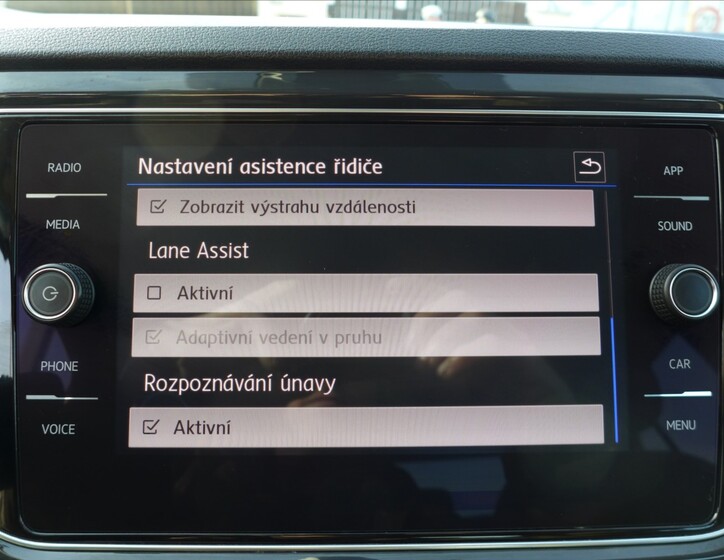 RADIO
MEDIA
PHONE
VOICE
Nastavení asistence řidiče
Zobrazit výstrahu vzdálenosti
Lane Assist
Aktivní
Adaptivní vedení v pruhu
Rozpoznávání únavy
Aktivní
APP
SOUND
CAR
MENU